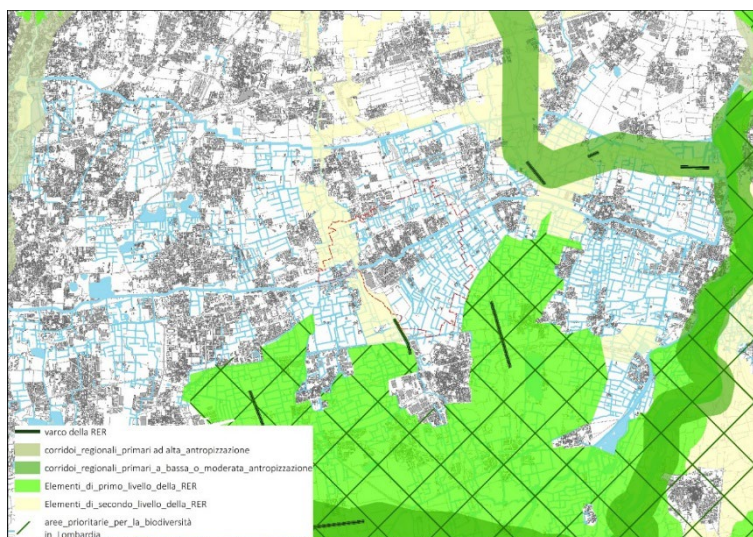 varco della RER
corridoi_regionali_primari ad alta_antropizzazione
corridoi_regionali_primari_a_bassa_o_moderata_antropizzazione
Elementi_di_primo_livello_della_RER
Elementi_di_secondo_livello_della_RER
aree_prioritarie_per_la_biodiversità
in_Lombardia